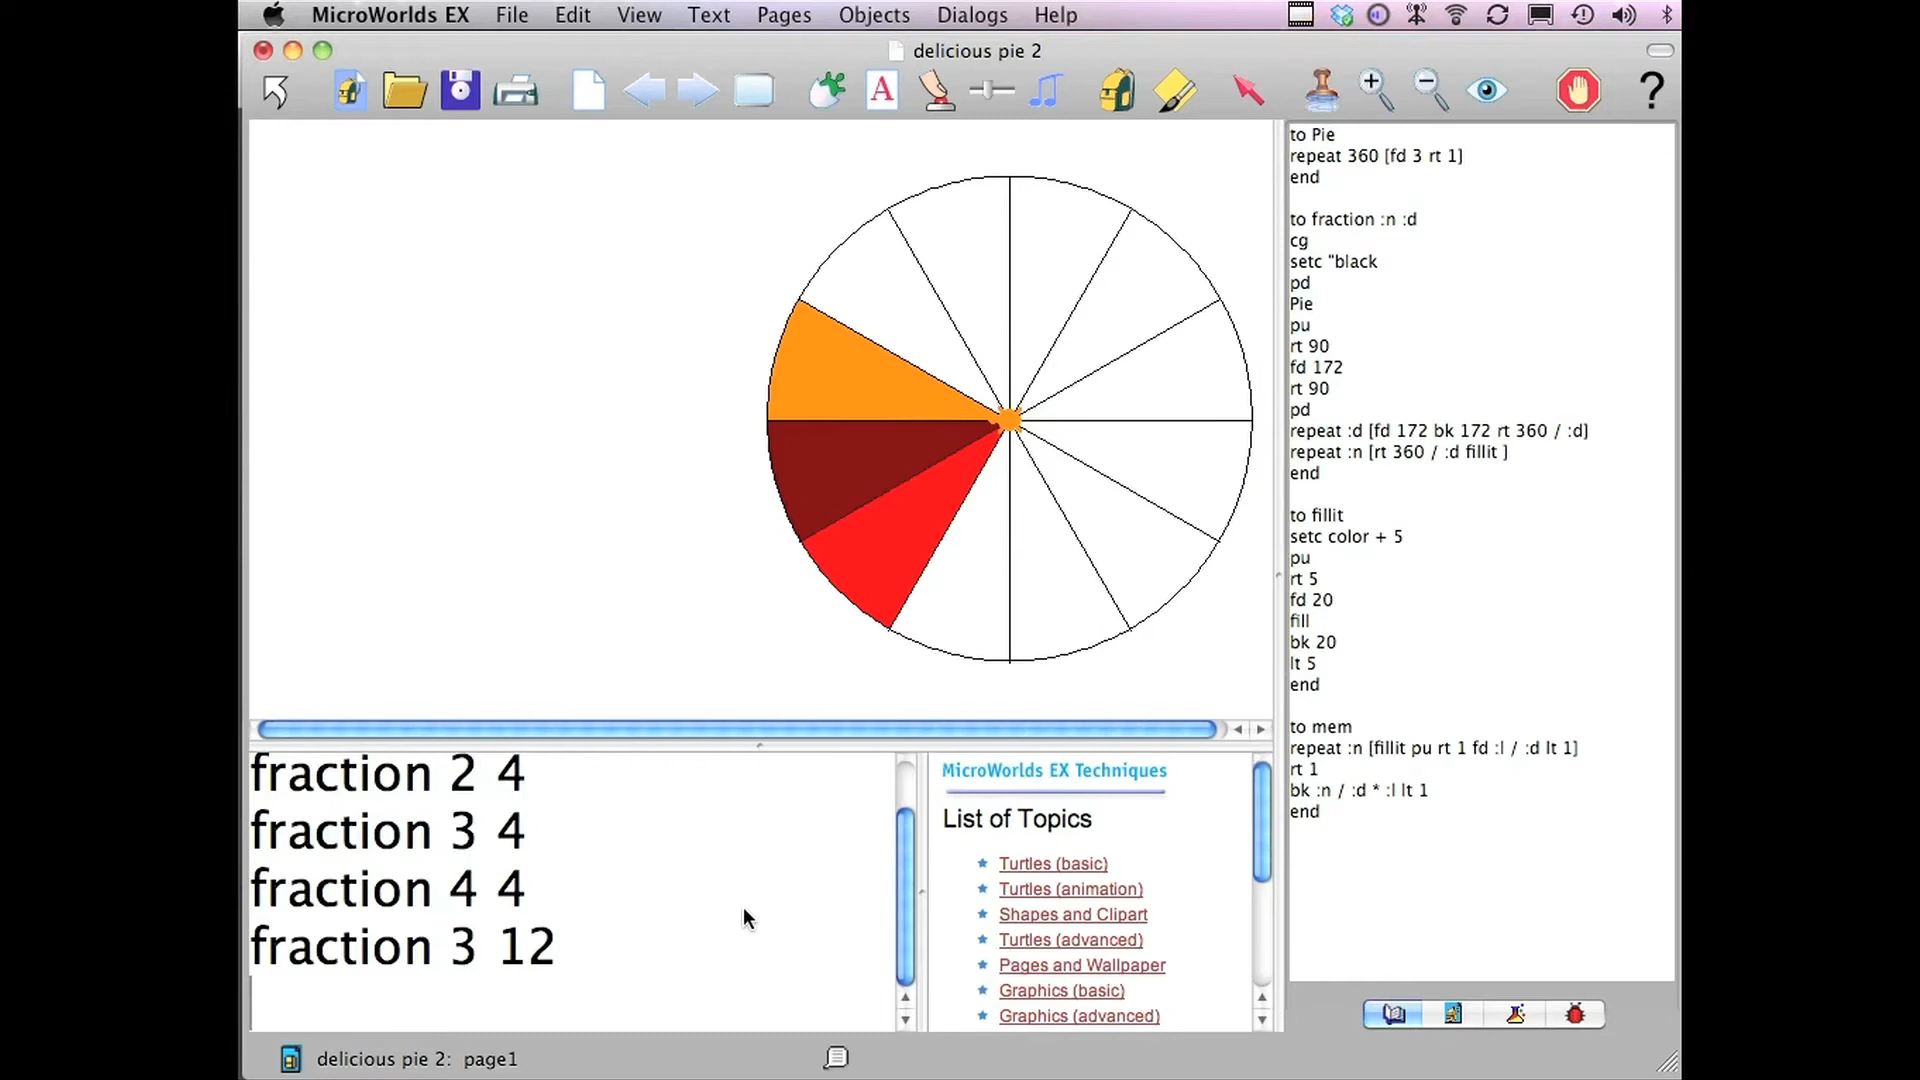 MicroWorlds EX File Edit View Text Pages Objects Dialogs Help
delicious pie 2
A ?
to Pie
repeat 360 [fd 3 rt 1]
end
to fraction :n :d
cg
setc "black
pd
Pie
pu
rt 90
fd 172
rt 90
pd
repeat :d [fd 172 bk 172 rt 360 / :d]
repeat :n [rt 360 / :d fillit ]
end
to fillit
setc color + 5
pu
rt 5
fd 20
fill
bk 20
lt 5
end
to mem
repeat :n [fillit pu rt 1 fd :l / :d lt 1]
rt 1
bk :n / :d * :l lt 1
end
fraction 2 4
fraction 3 4
fraction 4 4
fraction 3 12
MicroWorlds EX Techniques
List of Topics
Turtles (basic)
Turtles (animation)
Shapes and Clipart
Turtles (advanced)
Pages and Wallpaper
Graphics (basic)
Graphics (advanced)
delicious pie 2: page1